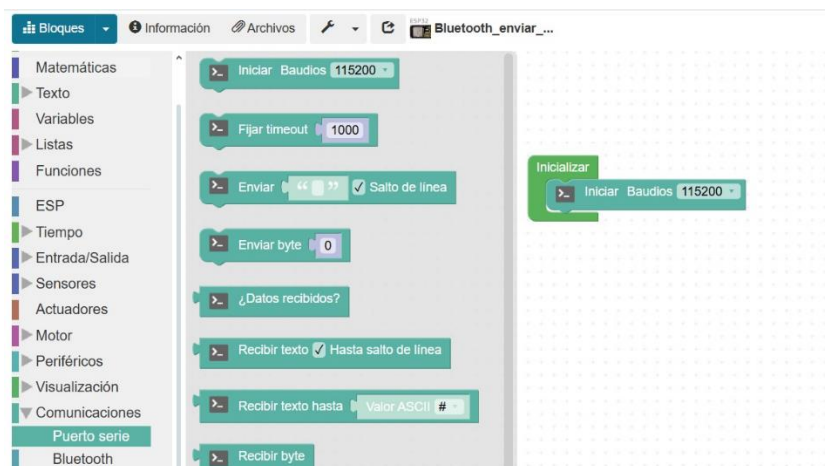 Bloques
Información
Archivos
ESP32
Bluetooth_enviar_...
Matemáticas
Texto
Variables
Listas
Funciones
ESP
Tiempo
Entrada/Salida
Sensores
Actuadores
Motor
Periféricos
Visualización
Comunicaciones
Puerto serie
Bluetooth
Iniciar Baudios 115200
Fijar timeout 1000
Enviar “ ” Salto de línea
Enviar byte 0
¿Datos recibidos?
Recibir texto Hasta salto de línea
Recibir texto hasta Valor ASCII #
Recibir byte
Inicializar
Iniciar Baudios 115200